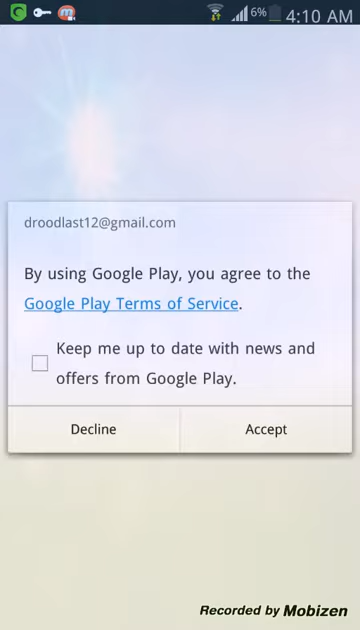 6% 4:10 AM
droodlast12@gmail.com
By using Google Play, you agree to the
Google Play Terms of Service.
Keep me up to date with news and
offers from Google Play.
Decline Accept
Recorded by Mobizen